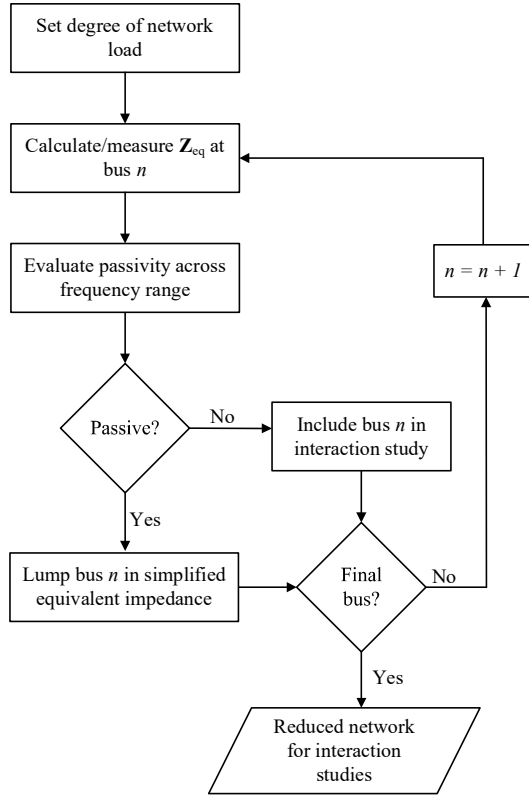 Set degree of network
load
Calculate/measure Zeq at
bus n
Evaluate passivity across
frequency range
n = n + 1
Passive?
No
Include bus n in
interaction study
Yes
Lump bus n in simplified
equivalent impedance
Final
bus?
No
Yes
Reduced network
for interaction
studies